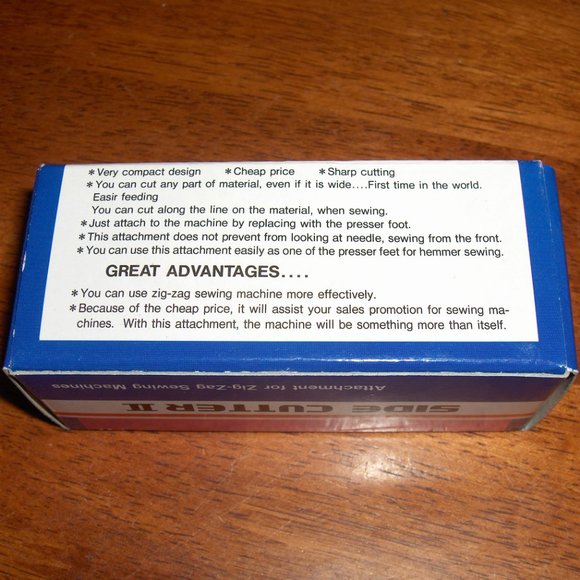 *Very compact design *Cheap price *Sharp cutting
*You can cut any part of material, even if it is wide....First time in the world.
Easir feeding
You can cut along the line on the material, when sewing.
*Just attach to the machine by replacing with the presser foot.
*This attachment does not prevent from looking at needle, sewing from the front.
*You can use this attachment easily as one of the presser feet for hemmer sewing.
GREAT ADVANTAGES....
*You can use zig-zag sewing machine more effectively.
*Because of the cheap price, it will assist your sales promotion for sewing ma-
chines. With this attachment, the machine will be something more than itself.
Attachment for Zig-Zag Sewing Machines
SIDE CUTTER II